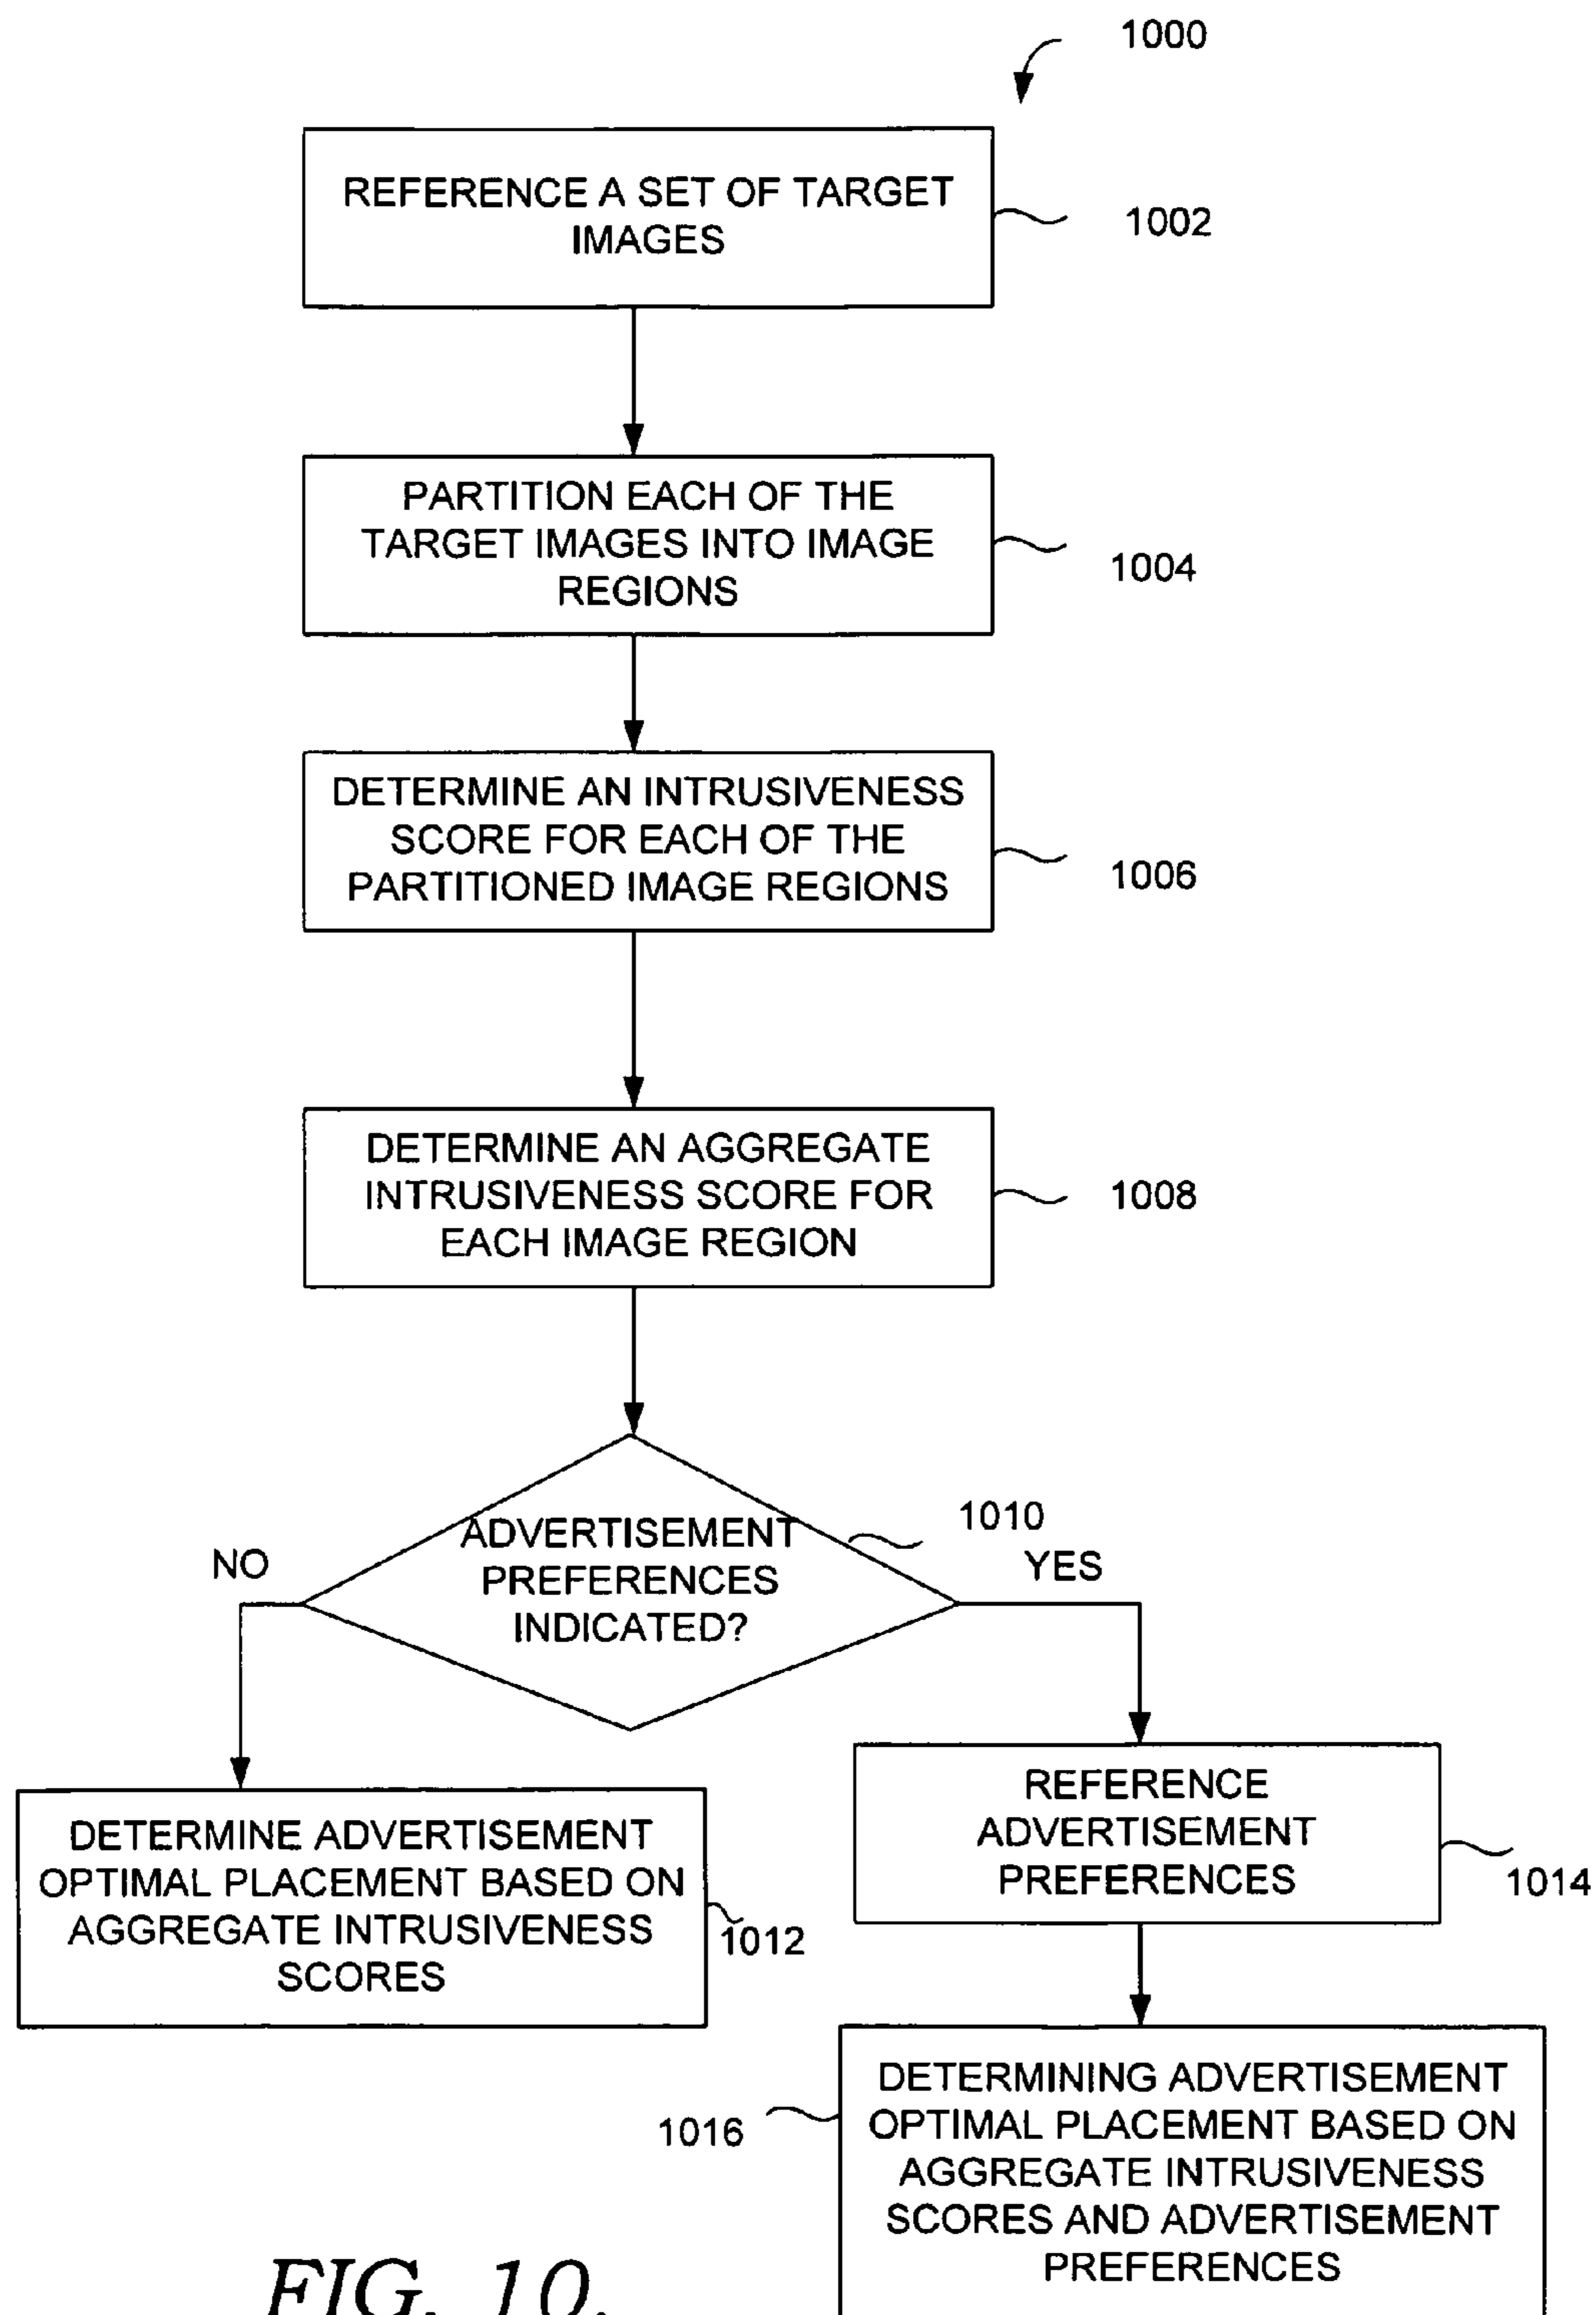 1000
REFERENCE A SET OF TARGET
IMAGES
1002
PARTITION EACH OF THE
TARGET IMAGES INTO IMAGE
REGIONS
1004
DETERMINE AN INTRUSIVENESS
SCORE FOR EACH OF THE
PARTITIONED IMAGE REGIONS
1006
DETERMINE AN AGGREGATE
INTRUSIVENESS SCORE FOR
EACH IMAGE REGION
1008
ADVERTISEMENT
PREFERENCES
INDICATED?
1010
NO
YES
DETERMINE ADVERTISEMENT
OPTIMAL PLACEMENT BASED ON
AGGREGATE INTRUSIVENESS
SCORES
1012
REFERENCE
ADVERTISEMENT
PREFERENCES
1014
DETERMINING ADVERTISEMENT
OPTIMAL PLACEMENT BASED ON
AGGREGATE INTRUSIVENESS
SCORES AND ADVERTISEMENT
PREFERENCES
1016
FIG. 10.